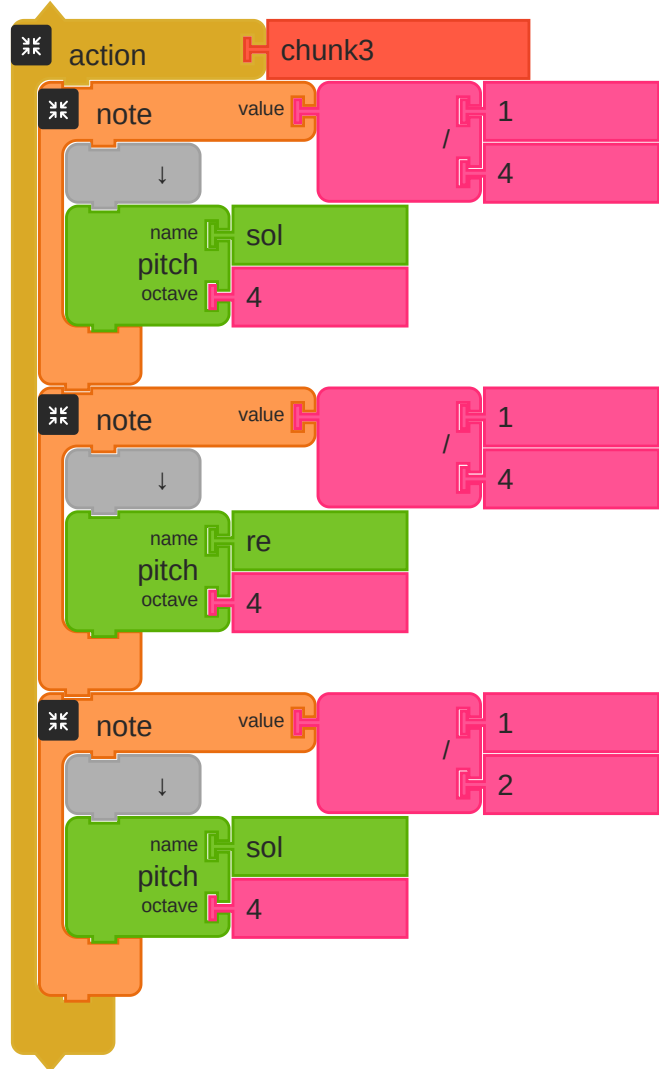 action chunk3
note value 1
/
4
↓
name sol
pitch
octave 4
note value 1
/
4
↓
name re
pitch
octave 4
note value 1
/
2
↓
name sol
pitch
octave 4